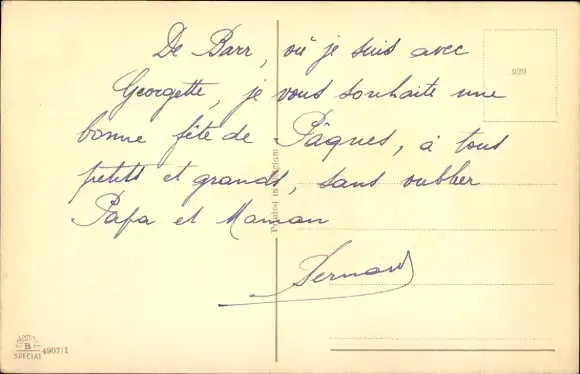 De Barr, où je suis avec
Georgette, je vous souhaite une
bonne fête de Pâques, à tous
petits et grands, sans oublier
Papa et Maman
Bernard
.920
Printed in Belgium
B
SPECIAL 4907/1